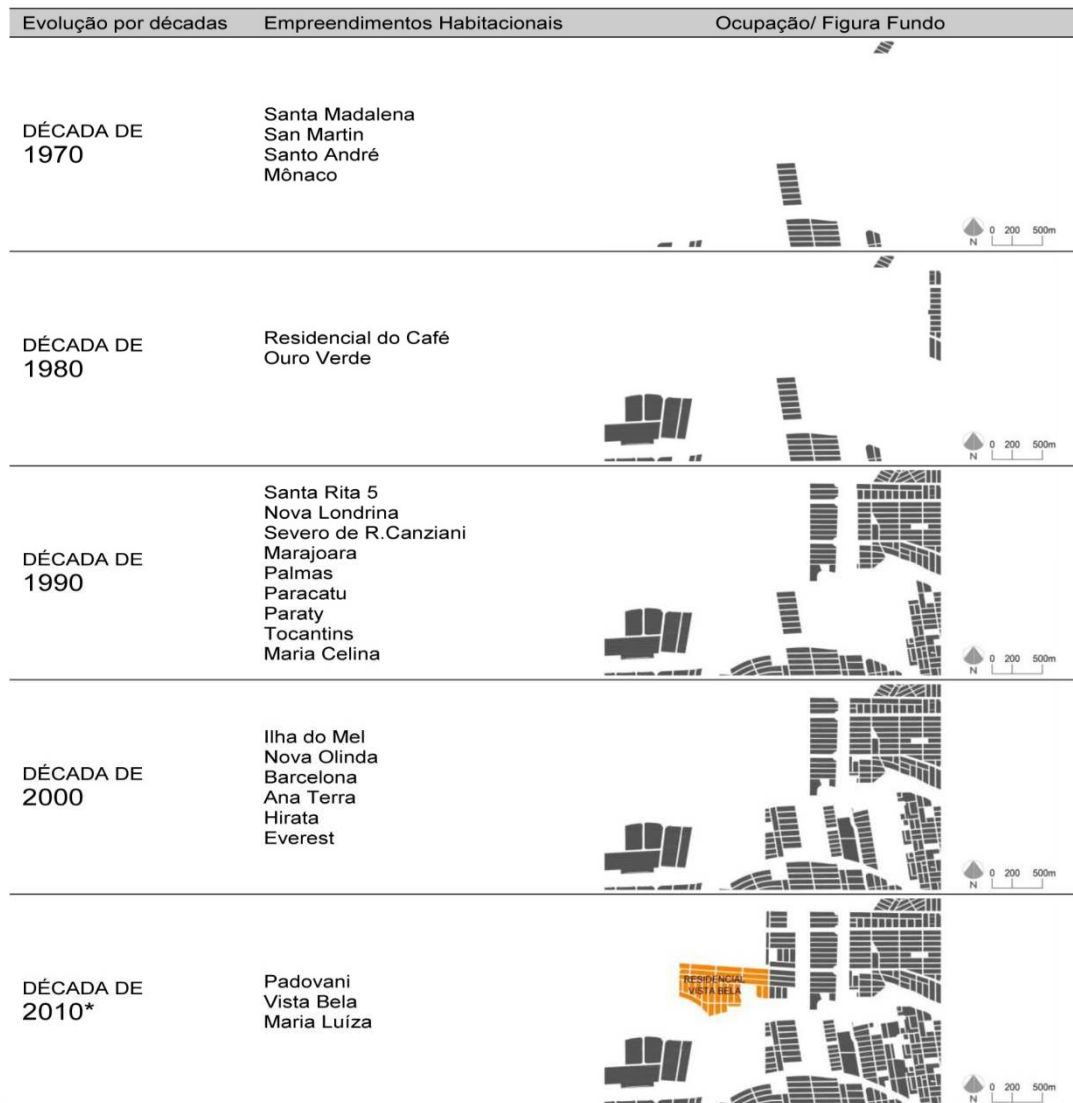 Evolução por décadas Empreendimentos Habitacionais Ocupação/ Figura Fundo
DÉCADA DE
1970
Santa Madalena
San Martin
Santo André
Mônaco
0 200 500m
N
DÉCADA DE
1980
Residencial do Café
Ouro Verde
0 200 500m
N
DÉCADA DE
1990
Santa Rita 5
Nova Londrina
Severo de R.Canziani
Marajoara
Palmas
Paracatu
Paraty
Tocantins
Maria Celina
0 200 500m
N
DÉCADA DE
2000
Ilha do Mel
Nova Olinda
Barcelona
Ana Terra
Hirata
Everest
0 200 500m
N
DÉCADA DE
2010*
Padovani
Vista Bela
Maria Luíza
RESIDENCIAL
VISTA BELA
0 200 500m
N